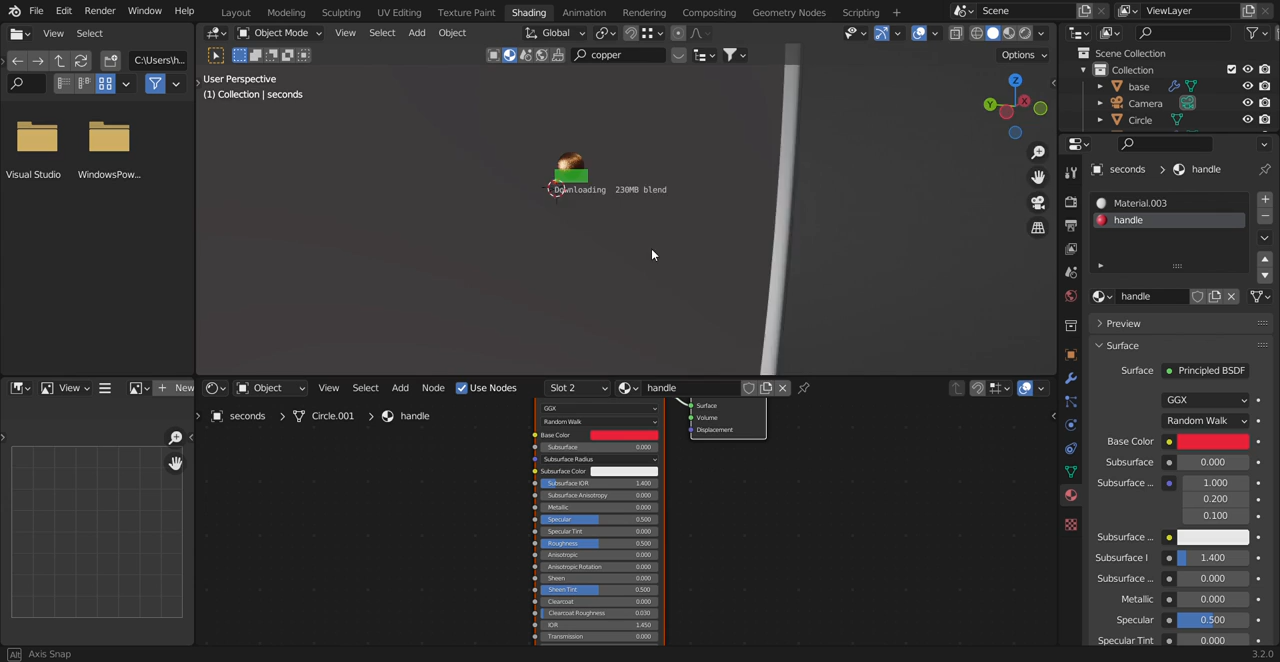 File Edit Render Window Help Layout Modeling Sculpting UV Editing Texture Paint Shading Animation Rendering Compositing Geometry Nodes Scripting + Scene ViewLayer
View Select Object Mode View Select Add Object Global
C:\Users\h... copper Options
Scene Collection
Collection
base
Camera
Circle
User Perspective
(1) Collection | seconds
Z
X
Y
Visual Studio WindowsPow...
Downloading 230MB blend
seconds handle
Material.003
handle
handle
Preview
Surface
Surface Principled BSDF
GGX
Random Walk
Base Color
Subsurface 0.000
Subsurface ... 1.000
0.200
0.100
Subsurface ...
Subsurface I 1.400
Subsurface ... 0.000
Metallic 0.000
Specular 0.500
Specular Tint 0.000
View New Object View Select Add Node Use Nodes Slot 2 handle
seconds Circle.001 handle
GGX
Random Walk
Base Color
Subsurface 0.000
Subsurface Radius
Subsurface Color
Subsurface IOR 1.400
Subsurface Anisotropy 0.000
Metallic 0.000
Specular 0.500
Specular Tint 0.000
Roughness 0.500
Anisotropic 0.000
Anisotropic Rotation 0.000
Sheen 0.000
Sheen Tint 0.500
Clearcoat 0.000
Clearcoat Roughness 0.030
IOR 1.450
Transmission 0.000
Surface
Volume
Displacement
Alt Axis Snap 3.2.0